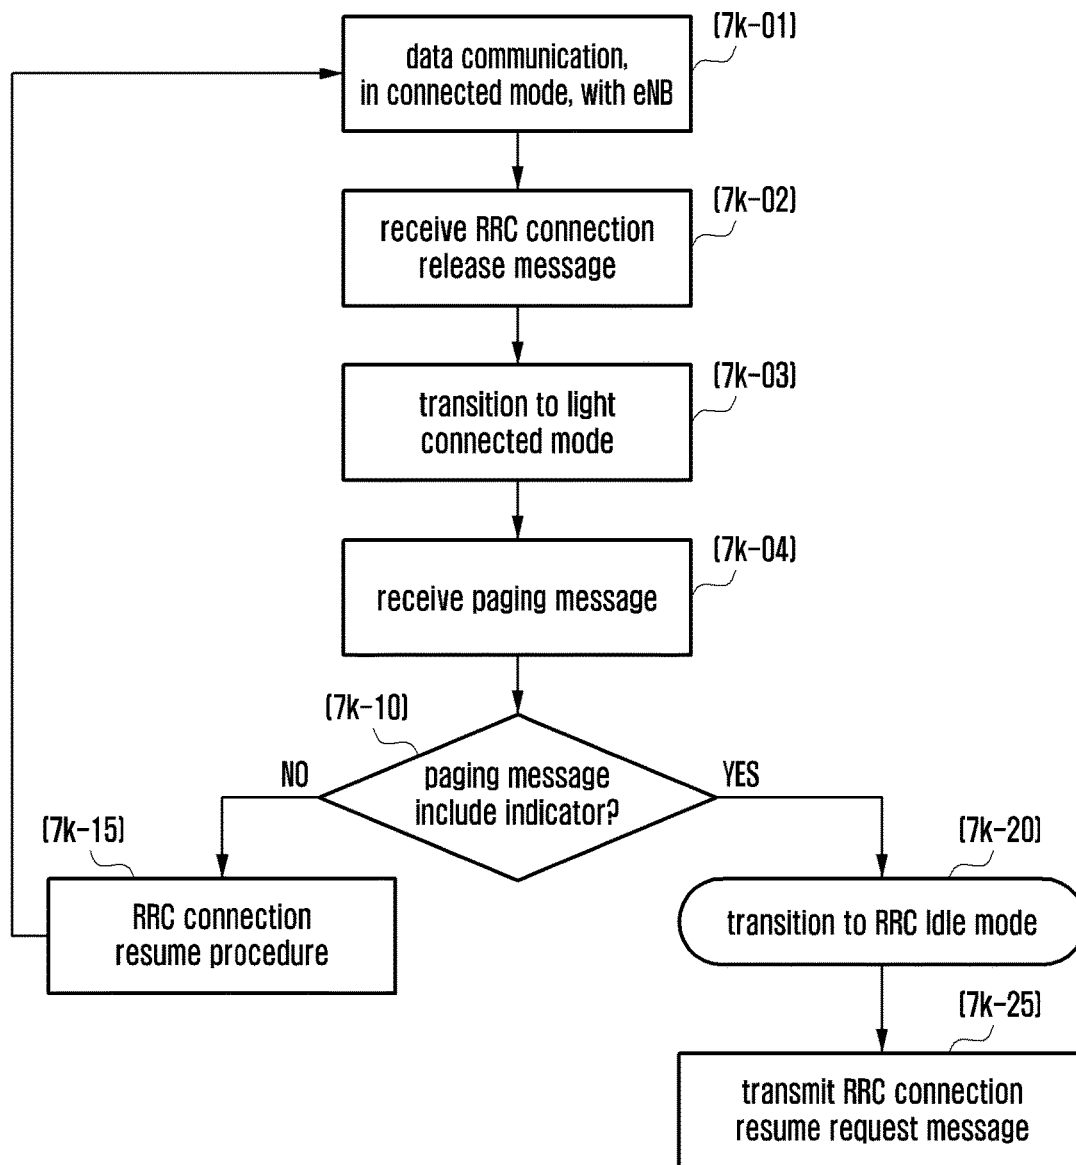 (7k-01)
data communication,
in connected mode, with eNB
(7k-02)
receive RRC connection
release message
(7k-03)
transition to light
connected mode
(7k-04)
receive paging message
(7k-10)
paging message
include indicator?
NO
YES
(7k-15)
RRC connection
resume procedure
(7k-20)
transition to RRC Idle mode
(7k-25)
transmit RRC connection
resume request message